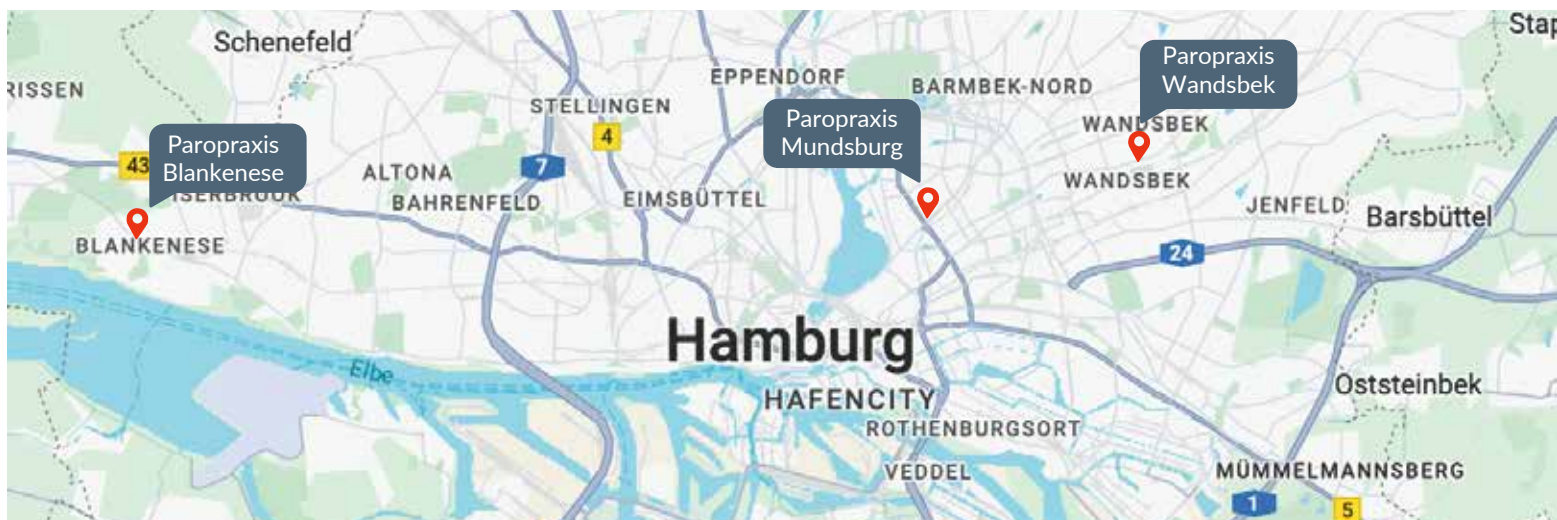 Schenefeld
Stap
RISSEN
EPPENDORF
BARMBEK-NORD
Paropraxis
Wandsbek
STELLINGEN
4
Paropraxis
Mundsburg
WANDSBEK
Paropraxis
Blankenese
43
ALTONA
7
WANDSBEK
ISERBROOK
BAHRENFELD
EIMSBÜTTEL
JENFELD
Barsbüttel
BLANKENESE
24
Hamburg
Elbe
HAFENCITY
Oststeinbek
ROTHENBURGSORT
VEDDEL
MÜMMELMANNSBERG
1
5